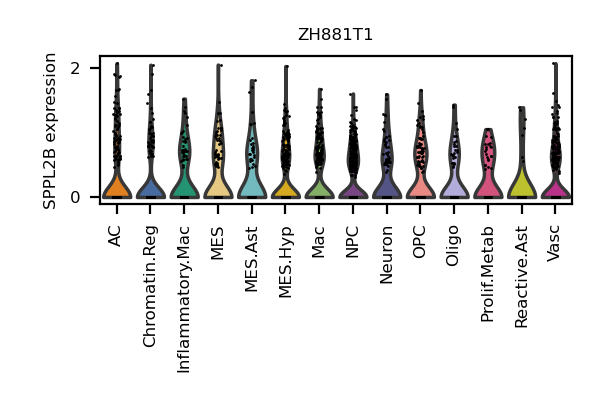 ZH881T1
SPPL2B expression
2
0
AC
Chromatin.Reg
Inflammatory.Mac
MES
MES.Ast
MES.Hyp
Mac
NPC
Neuron
OPC
Oligo
Prolif.Metab
Reactive.Ast
Vasc